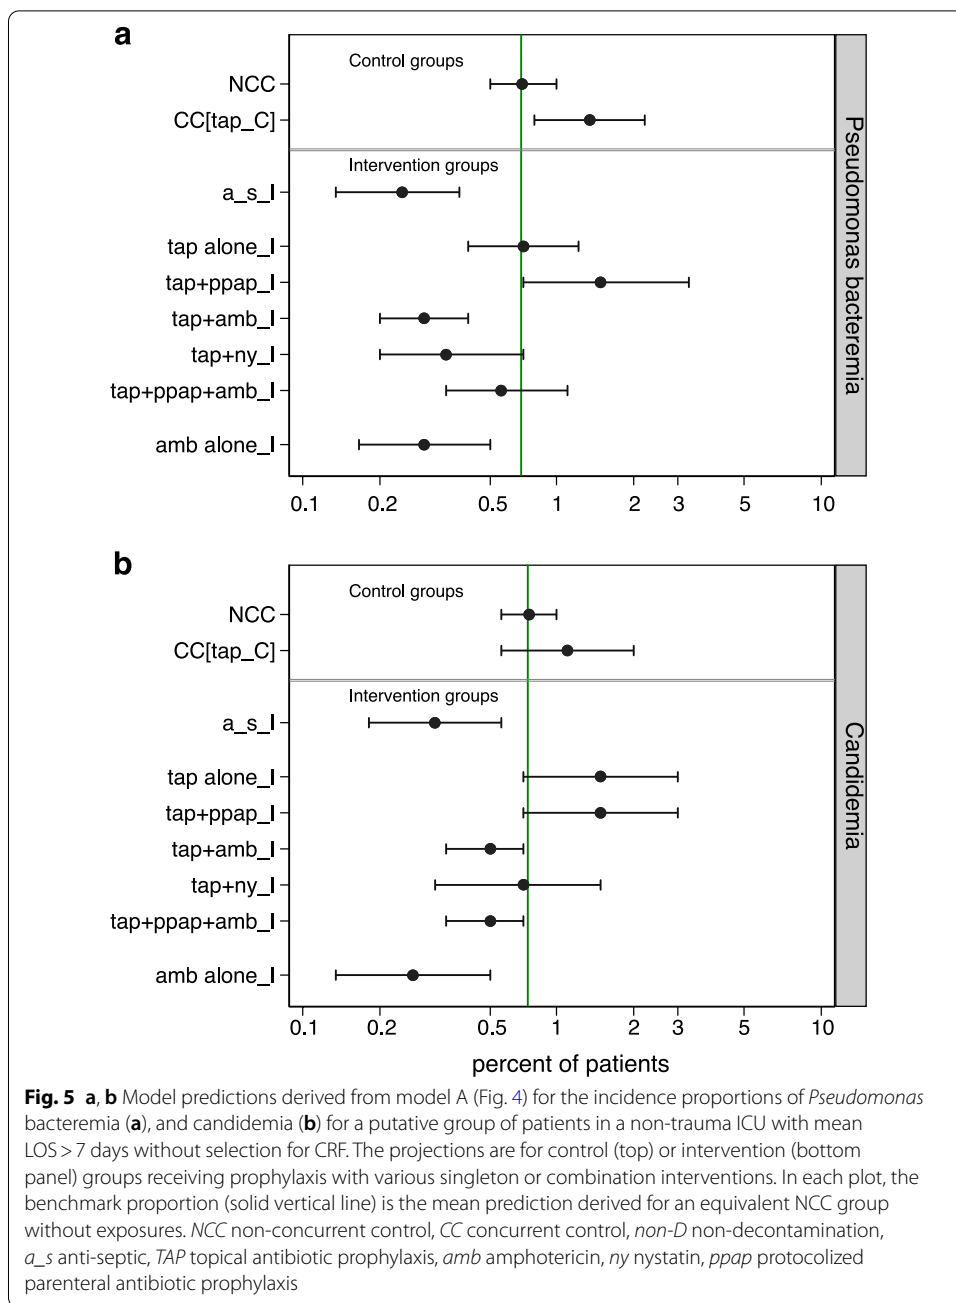 a
Control groups
NCC
CC[tap_C]
Intervention groups
a_s_I
tap alone_I
tap+ppap_I
tap+amb_I
tap+ny_I
tap+ppap+amb_I
amb alone_I
Pseudomonas bacteremia
0.1 0.2 0.5 1 2 3 5 10
b
Control groups
NCC
CC[tap_C]
Intervention groups
a_s_I
tap alone_I
tap+ppap_I
tap+amb_I
tap+ny_I
tap+ppap+amb_I
amb alone_I
Candidemia
0.1 0.2 0.5 1 2 3 5 10
percent of patients
Fig. 5 a, b Model predictions derived from model A (Fig. 4) for the incidence proportions of Pseudomonas
bacteremia (a), and candidemia (b) for a putative group of patients in a non-trauma ICU with mean
LOS > 7 days without selection for CRF. The projections are for control (top) or intervention (bottom
panel) groups receiving prophylaxis with various singleton or combination interventions. In each plot, the
benchmark proportion (solid vertical line) is the mean prediction derived for an equivalent NCC group
without exposures. NCC non-concurrent control, CC concurrent control, non-D non-decontamination,
a_s anti-septic, TAP topical antibiotic prophylaxis, amb amphotericin, ny nystatin, ppap protocolized
parenteral antibiotic prophylaxis